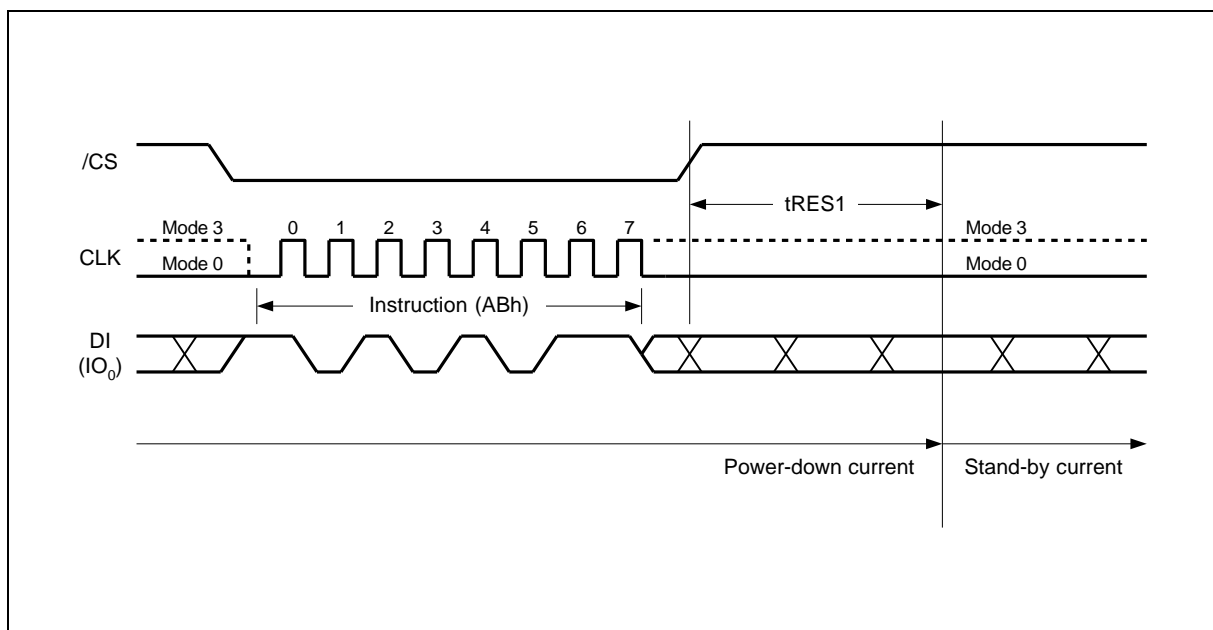 /CS
tRES1
Mode 3 0 1 2 3 4 5 6 7 Mode 3
CLK
Mode 0 Mode 0
Instruction (ABh)
DI
(IO0)
Power-down current Stand-by current